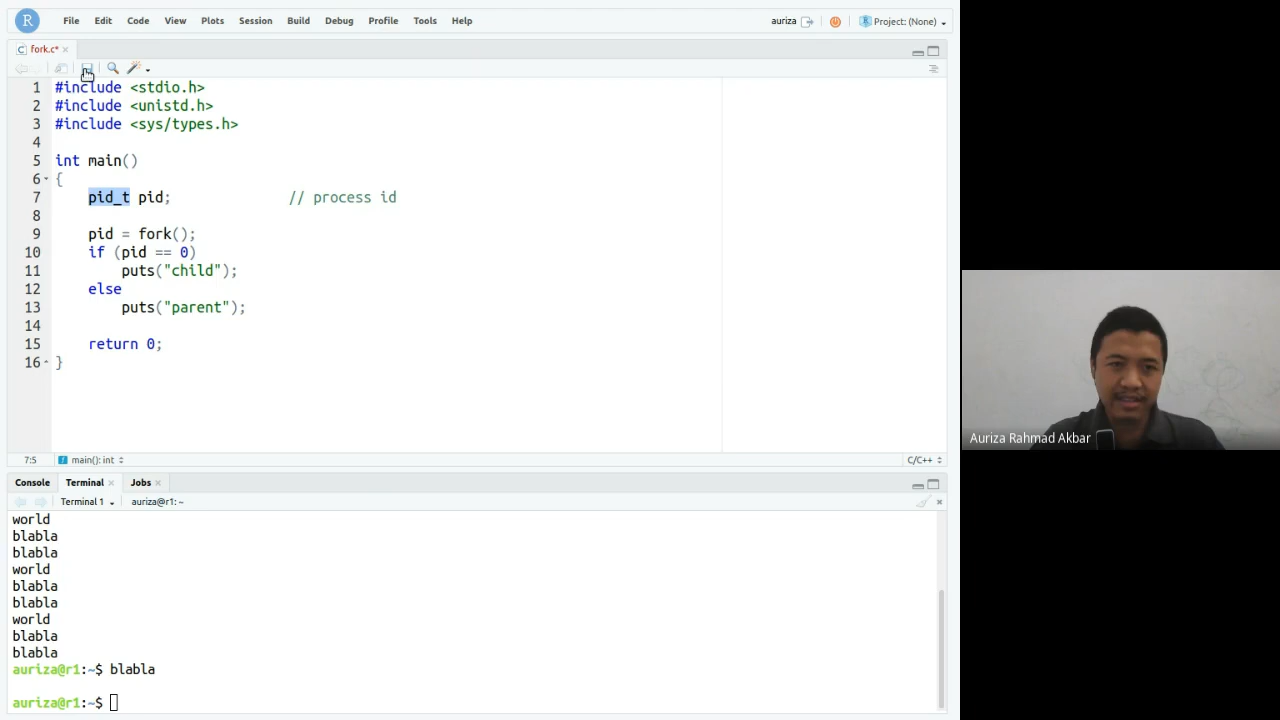 R File Edit Code View Plots Session Build Debug Profile Tools Help auriza R Project: (None)
C fork.c*
1 #include <stdio.h>
2 #include <unistd.h>
3 #include <sys/types.h>
4
5 int main()
6 {
7     pid_t pid;              // process id
8
9     pid = fork();
10     if (pid == 0)
11         puts("child");
12     else
13         puts("parent");
14
15     return 0;
16 }
7:5 main(): int C/C++
Console Terminal Jobs
Terminal 1 auriza@r1: ~
world
blabla
blabla
world
blabla
blabla
world
blabla
blabla
auriza@r1:~$ blabla
auriza@r1:~$
Auriza Rahmad Akbar